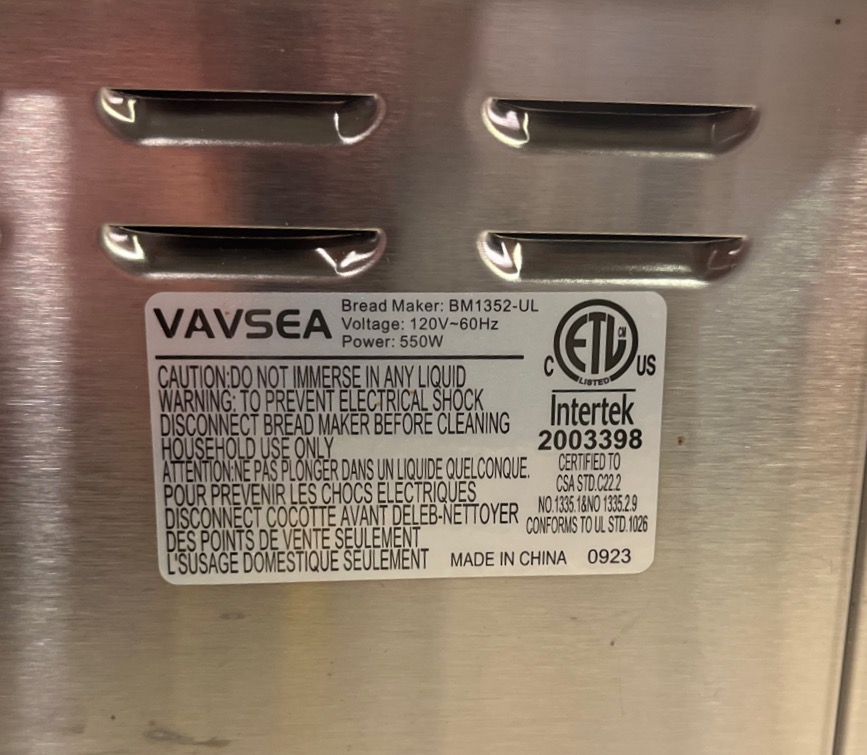 VAVSEA
Bread Maker: BM1352-UL
Voltage: 120V~60Hz
Power: 550W
CAUTION:DO NOT IMMERSE IN ANY LIQUID
WARNING: TO PREVENT ELECTRICAL SHOCK
DISCONNECT BREAD MAKER BEFORE CLEANING
HOUSEHOLD USE ONLY
ATTENTION:NE PAS PLONGER DANS UN LIQUIDE QUELCONQUE.
POUR PREVENIR LES CHOCS ELECTRIQUES
DISCONNECT COCOTTE AVANT DELEB-NETTOYER
DES POINTS DE VENTE SEULEMENT
L'SUSAGE DOMESTIQUE SEULEMENT
ETL CM
LISTED
C US
Intertek
2003398
CERTIFIED TO
CSA STD.C22.2
NO.1335.1&NO 1335.2.9
CONFORMS TO UL STD.1026
MADE IN CHINA 0923